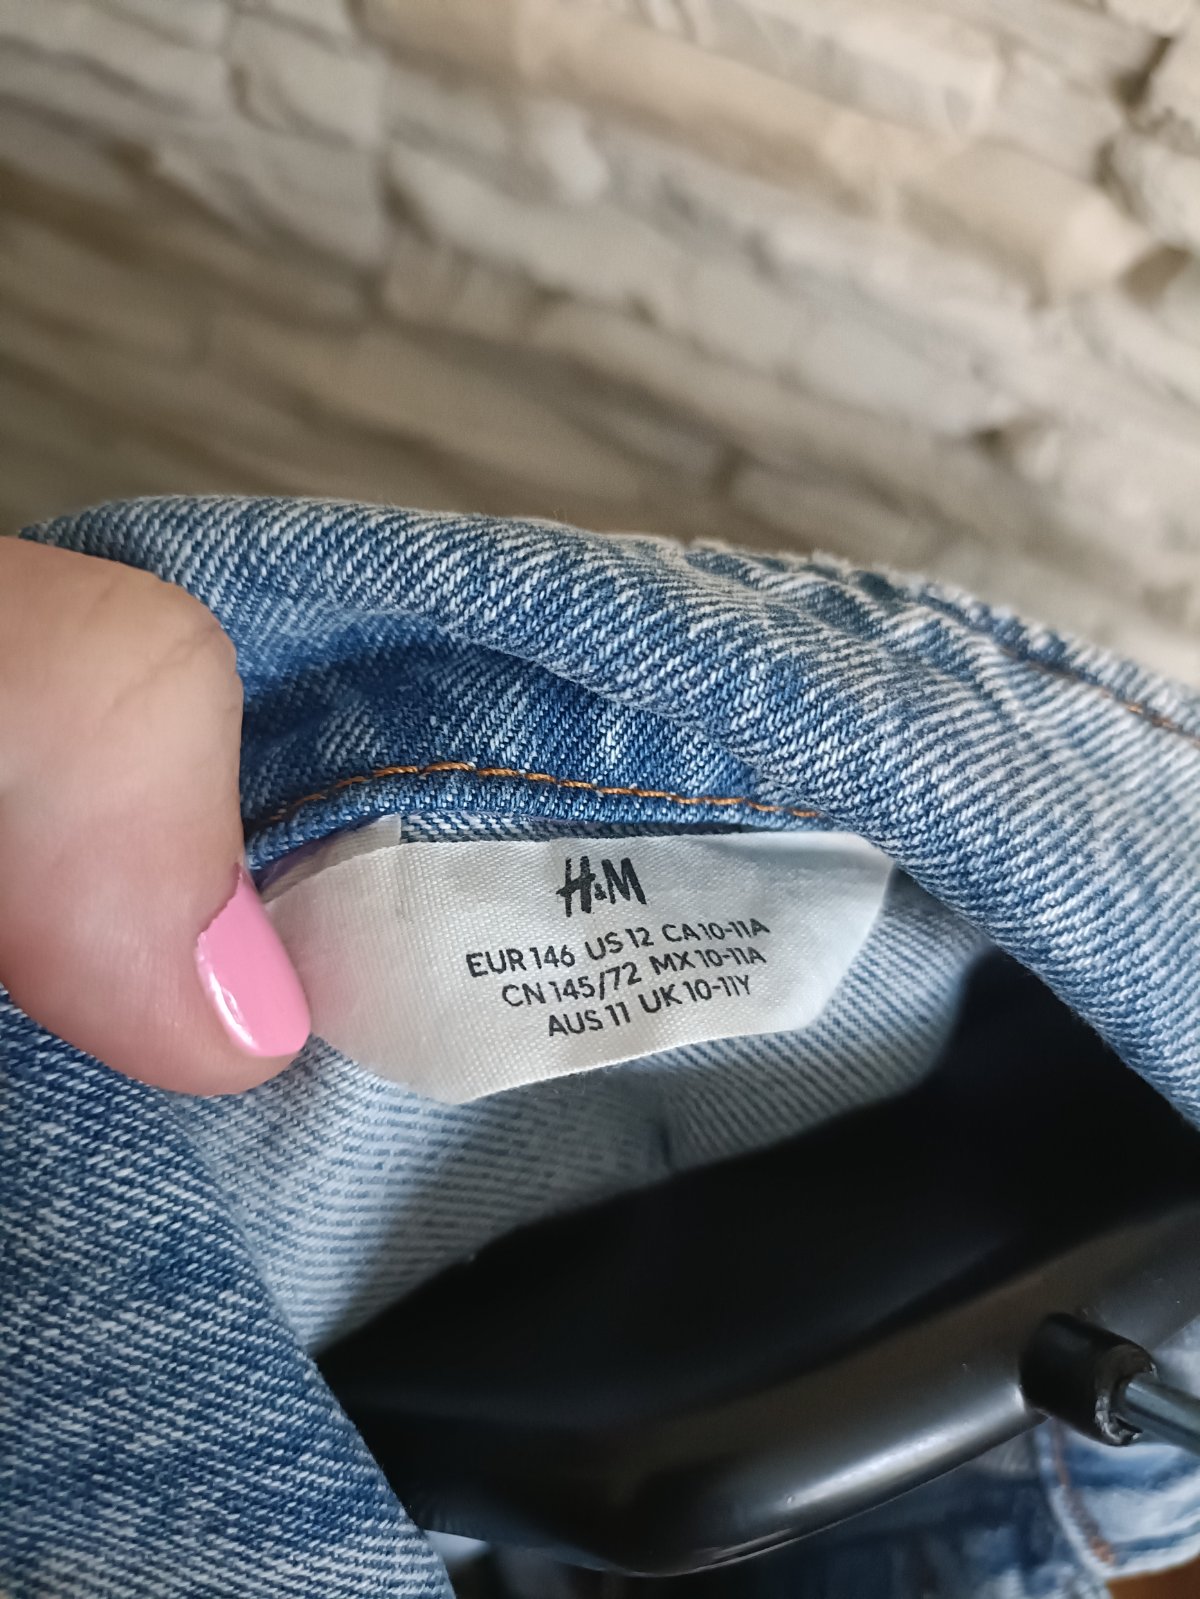 H&M
EUR 146 US 12 CA 10-11A
CN 145/72 MX 10-11A
AUS 11 UK 10-11Y